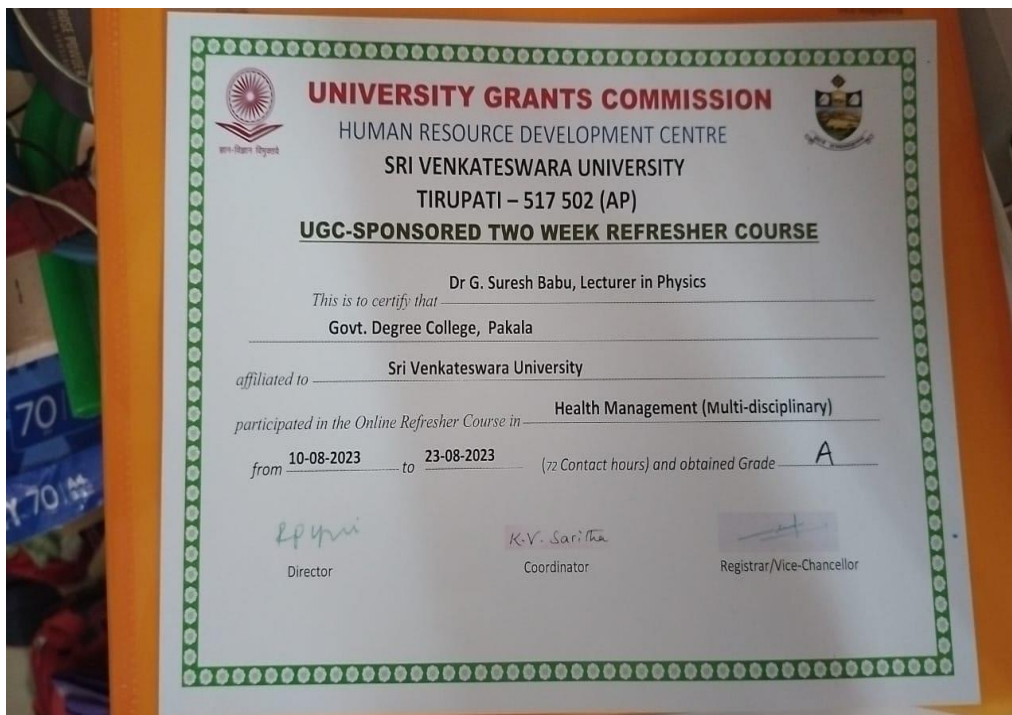 UNIVERSITY GRANTS COMMISSION
HUMAN RESOURCE DEVELOPMENT CENTRE
ज्ञान-विज्ञान विमुक्तये
SRI VENKATESWARA UNIVERSITY
TIRUPATI – 517 502 (AP)
UGC-SPONSORED TWO WEEK REFRESHER COURSE
This is to certify that Dr G. Suresh Babu, Lecturer in Physics
Govt. Degree College, Pakala
affiliated to Sri Venkateswara University
participated in the Online Refresher Course in Health Management (Multi-disciplinary)
from 10-08-2023 to 23-08-2023 (72 Contact hours) and obtained Grade A
K.V. Saritha
Director Coordinator Registrar/Vice-Chancellor
70
70